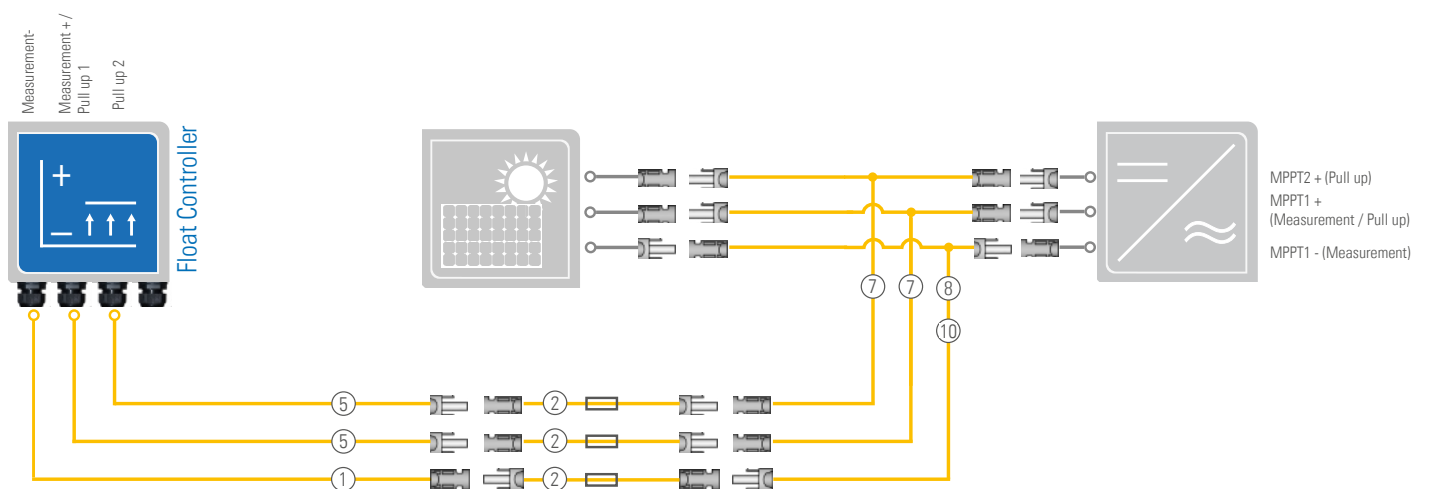 Measurement-
Measurement + /
Pull up 1
Pull up 2
Float Controller
+
–
MPPT2 + (Pull up)
MPPT1 +
(Measurement / Pull up)
MPPT1 - (Measurement)
7
7
8
10
5
2
5
2
1
2